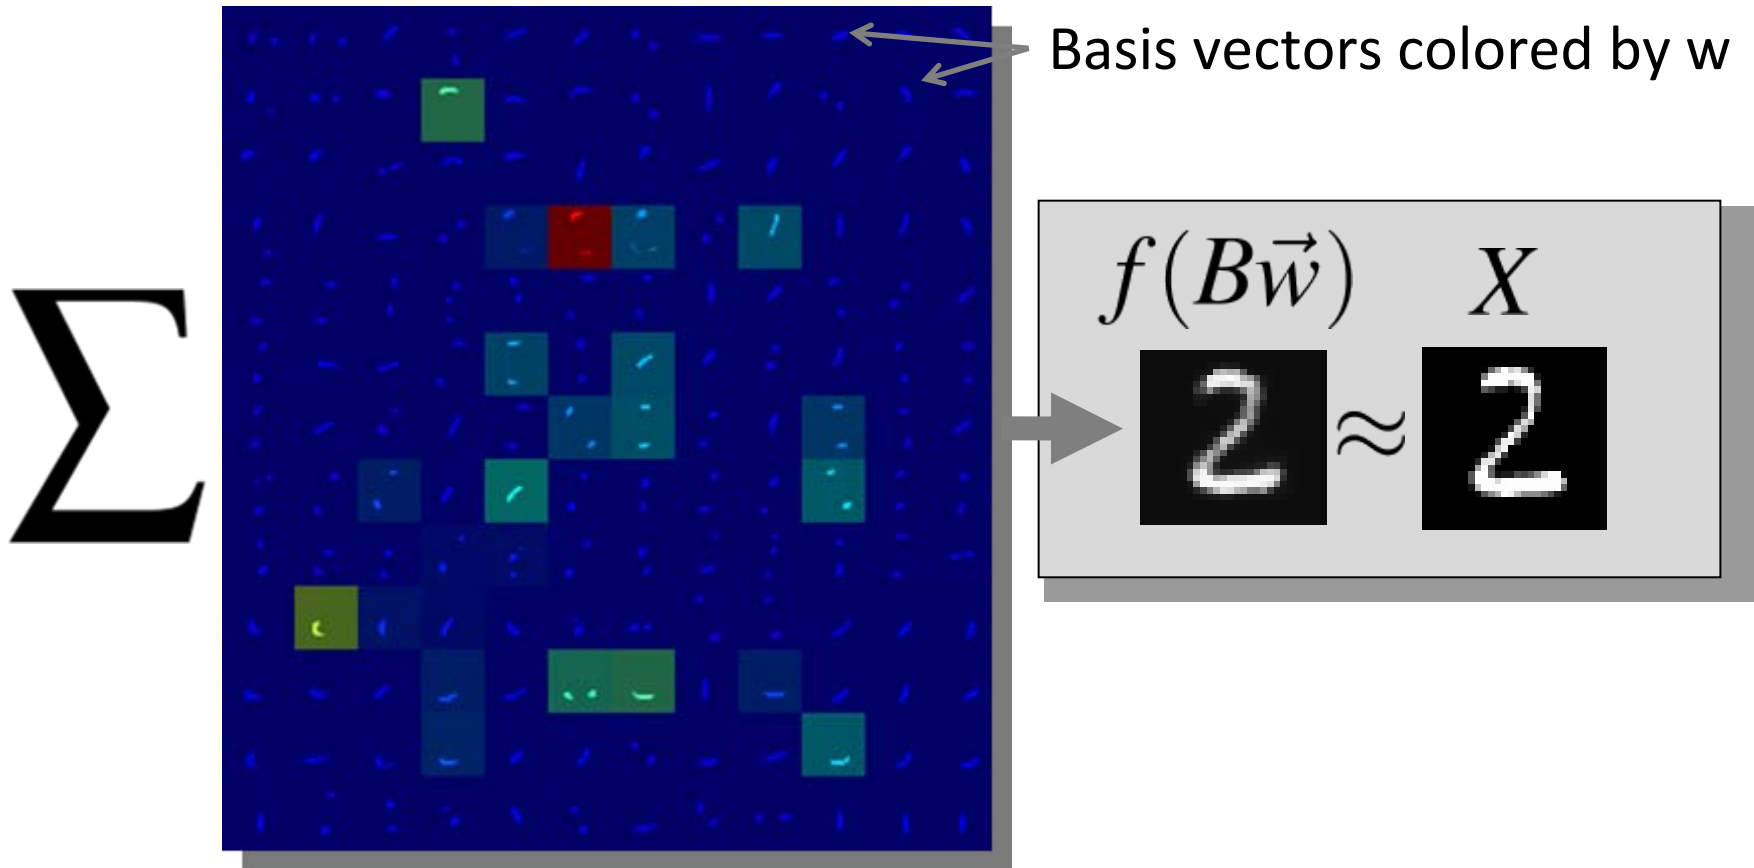 Basis vectors colored by w
∑
f(Bw⃗) X
2 ≈ 2